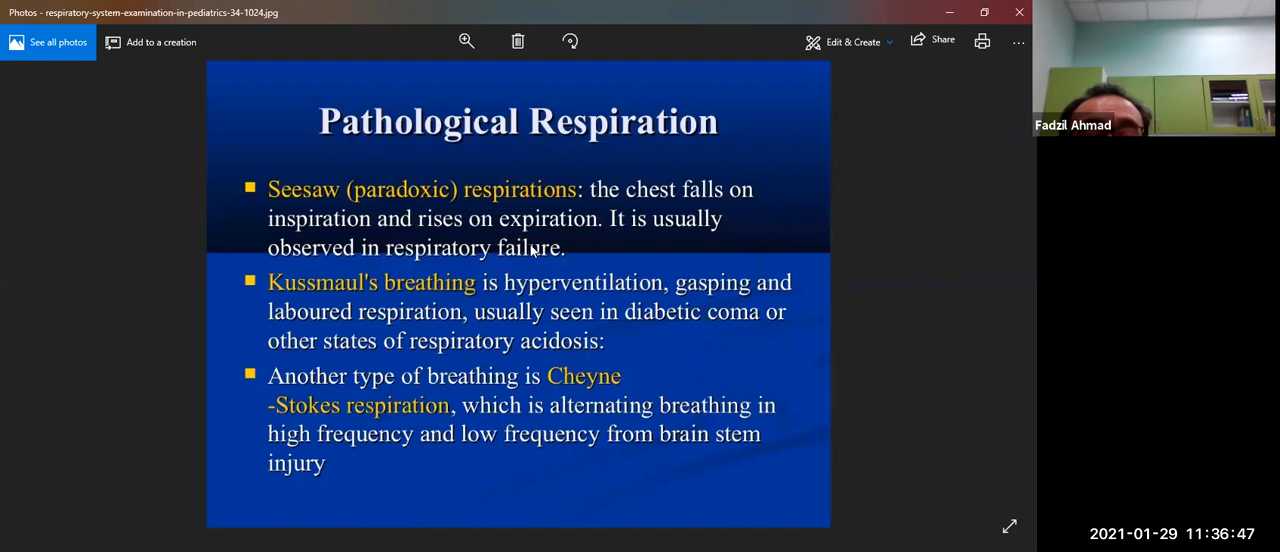 Photos - respiratory-system-examination-in-pediatrics-34-1024.jpg
See all photos
Add to a creation
Edit & Create
Share
Fadzil Ahmad
Pathological Respiration
Seesaw (paradoxic) respirations: the chest falls on
inspiration and rises on expiration. It is usually
observed in respiratory failure.
Kussmaul's breathing is hyperventilation, gasping and
laboured respiration, usually seen in diabetic coma or
other states of respiratory acidosis:
Another type of breathing is Cheyne
-Stokes respiration, which is alternating breathing in
high frequency and low frequency from brain stem
injury
2021-01-29 11:36:47